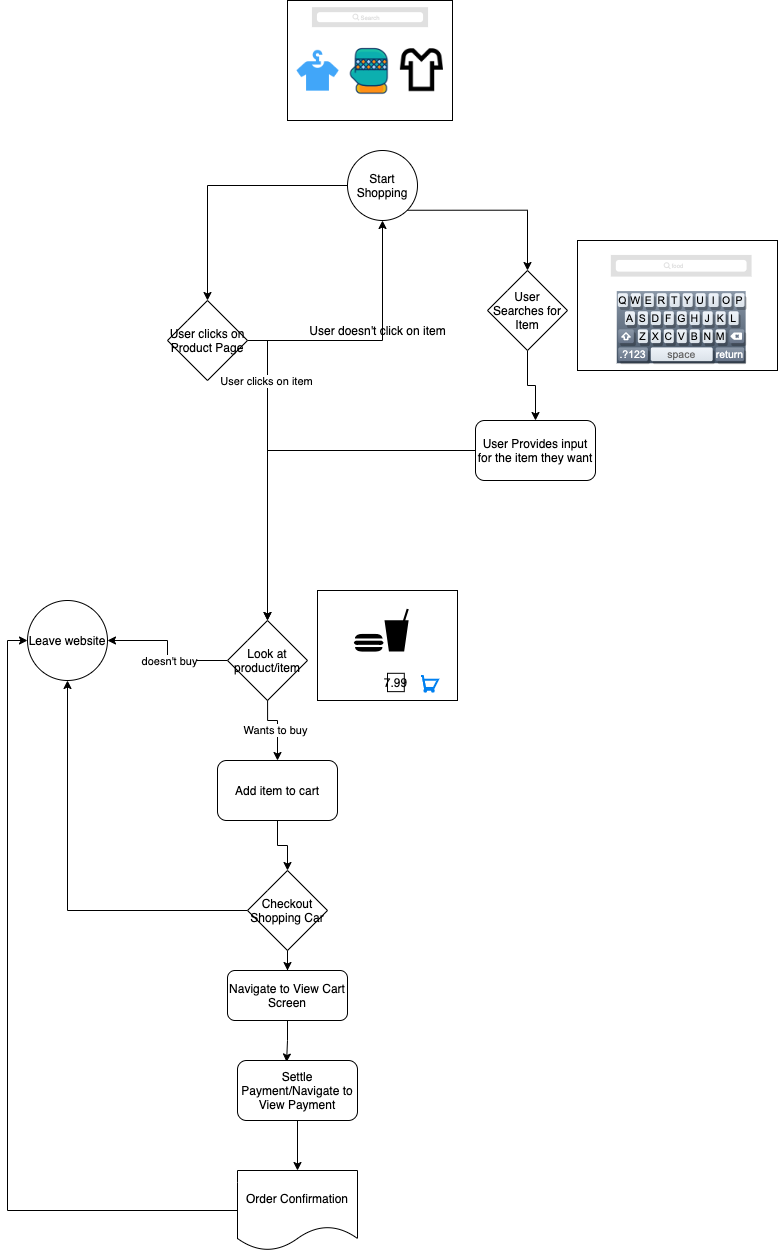 Search
Start
Shopping
User clicks on
Product Page
User doesn't click on item
User clicks on item
User
Searches for
Item
Q W E R T Y U I O P
A S D F G H J K L
Z X C V B N M
.?123 space return
User Provides input
for the item they want
Leave website
doesn't buy
Look at
product/item
7.99
Wants to buy
Add item to cart
Checkout
Shopping Car
Navigate to View Cart
Screen
Settle
Payment/Navigate to
View Payment
Order Confirmation